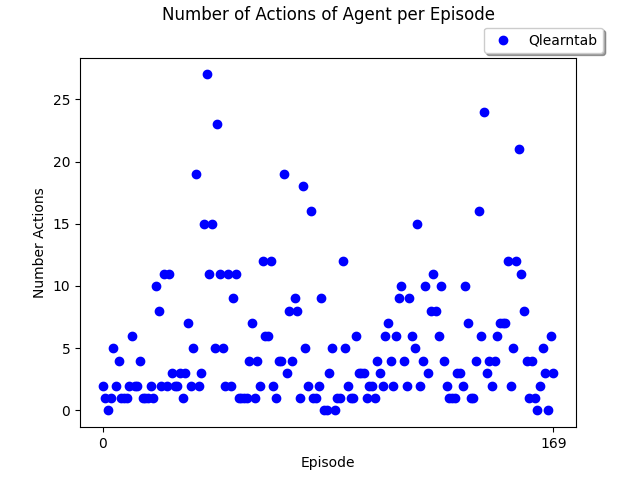 Number of Actions of Agent per Episode
Qlearntab
25
20
15
10
5
0
Number Actions
0
169
Episode